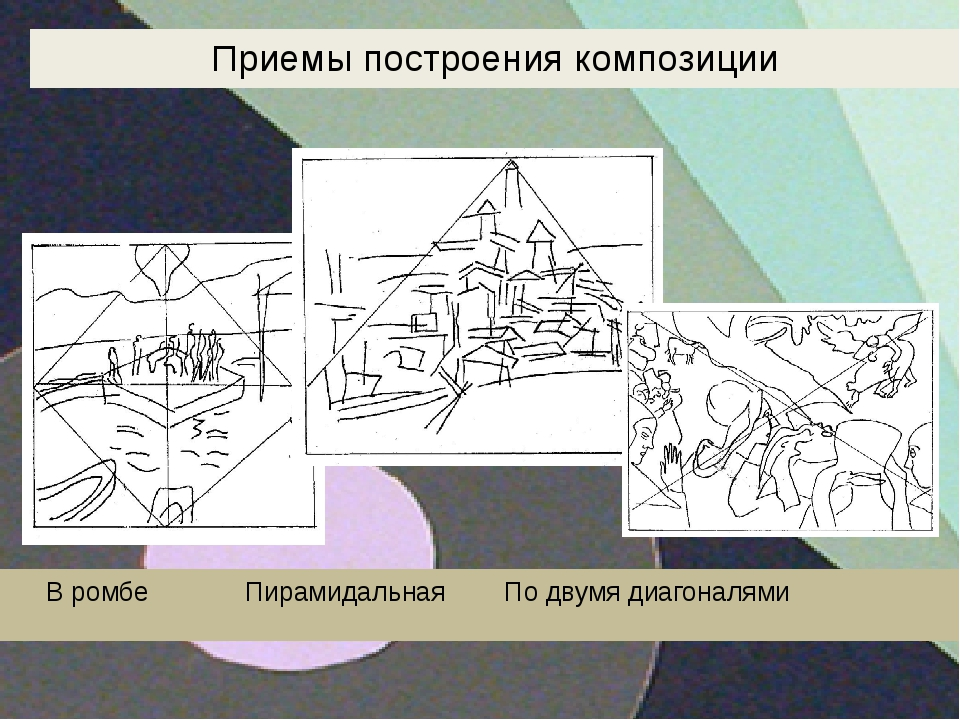 Приемы построения композиции
В ромбе Пирамидальная По двумя диагоналями